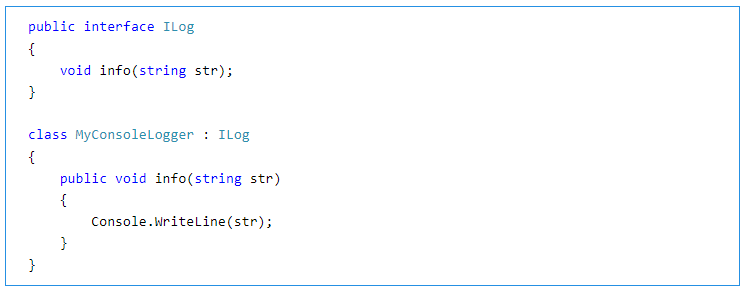 public interface ILog
{
    void info(string str);
}

class MyConsoleLogger : ILog
{
    public void info(string str)
    {
        Console.WriteLine(str);
    }
}